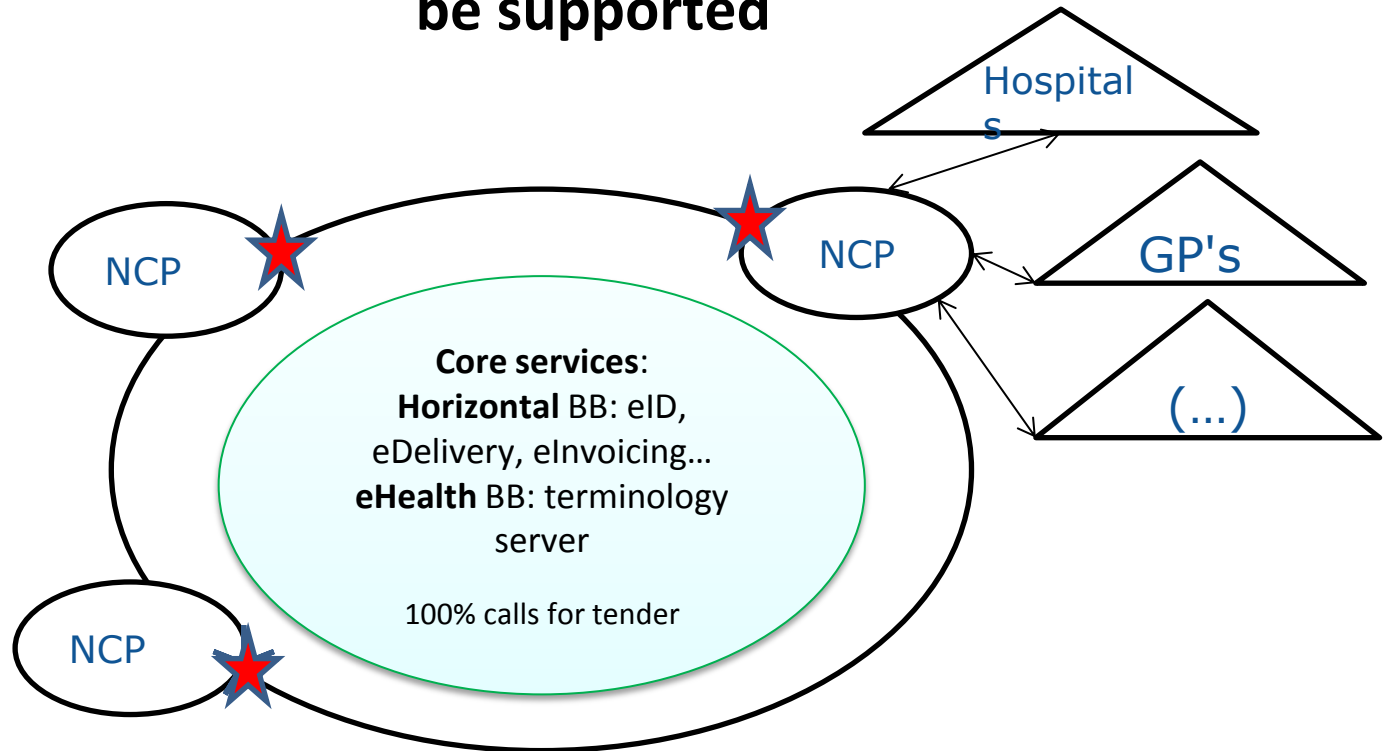 be supported
Hospital
s
GP's
NCP
NCP
(...)
Core services:
Horizontal BB: eID,
eDelivery, eInvoicing...
eHealth BB: terminology
server
100% calls for tender
NCP